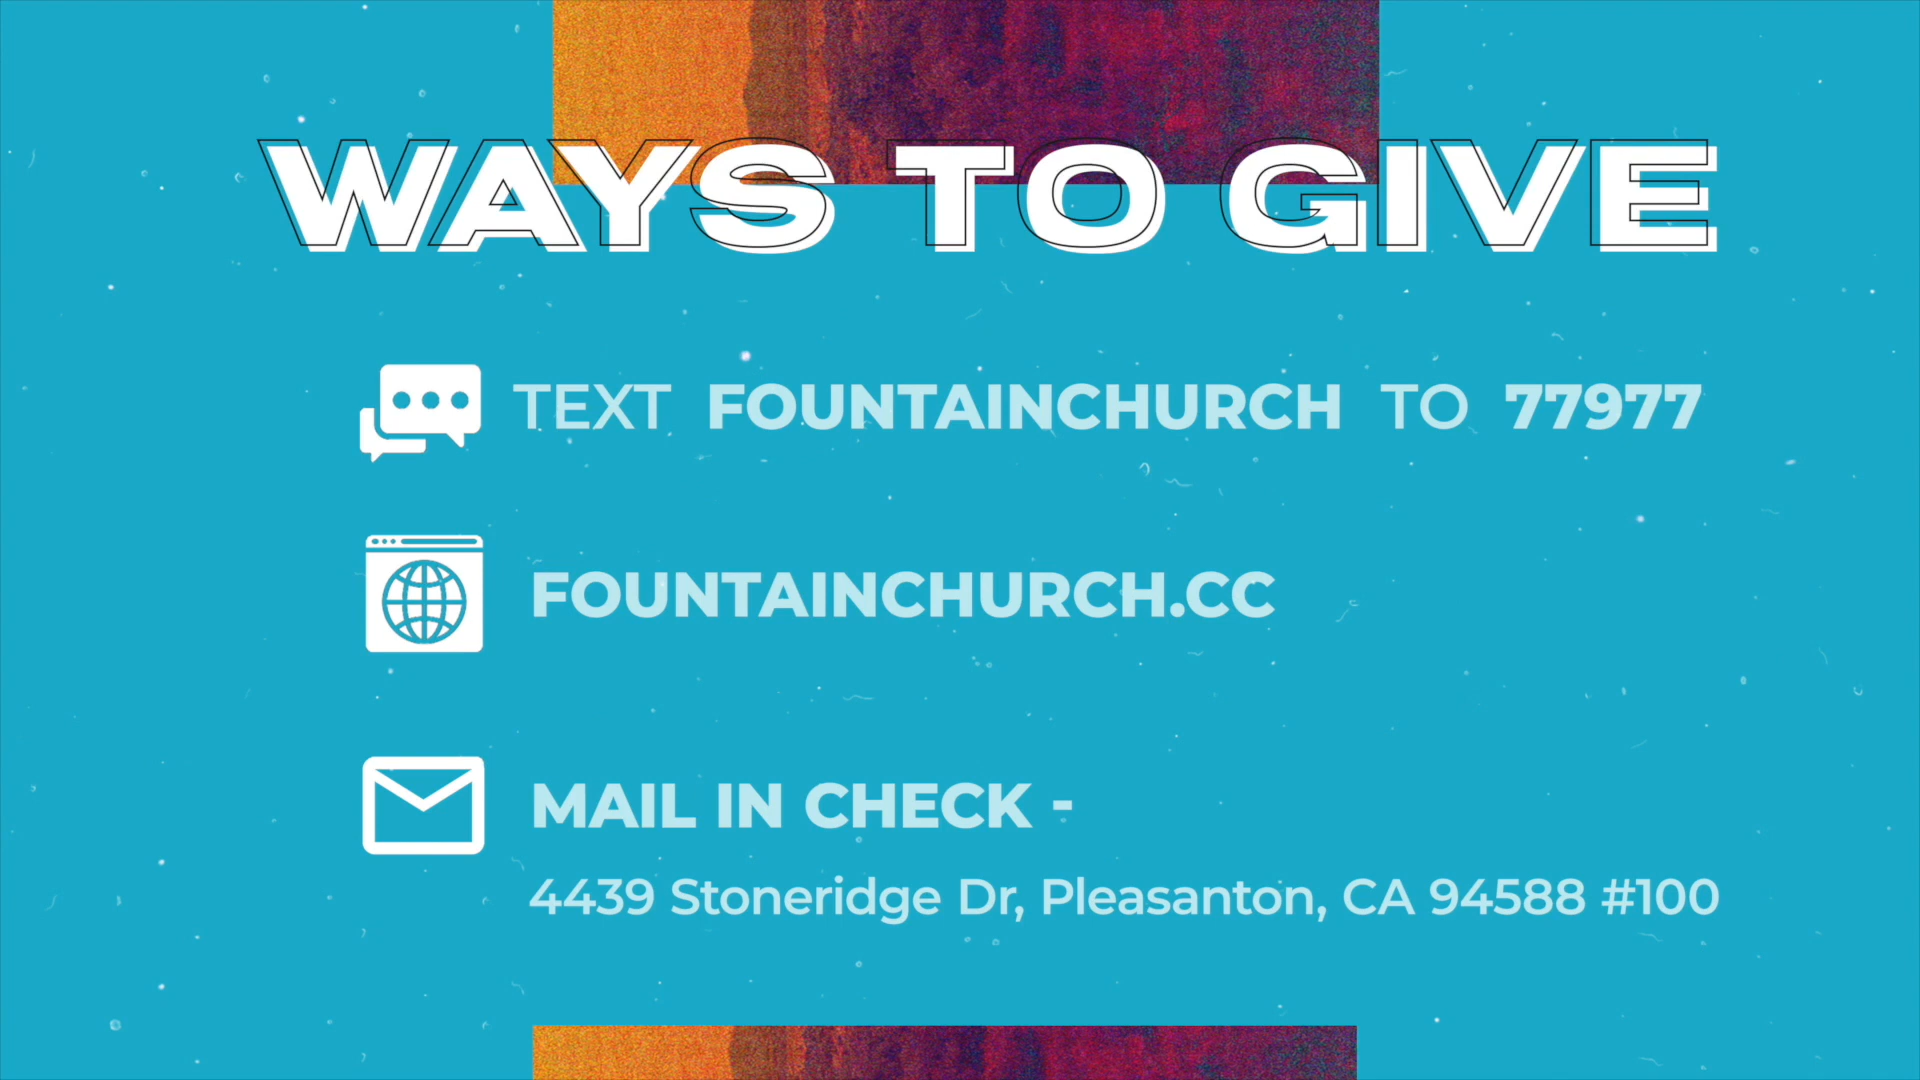 WAYS TO GIVE
TEXT FOUNTAINCHURCH TO 77977
FOUNTAINCHURCH.CC
MAIL IN CHECK -
4439 Stoneridge Dr, Pleasanton, CA 94588 #100